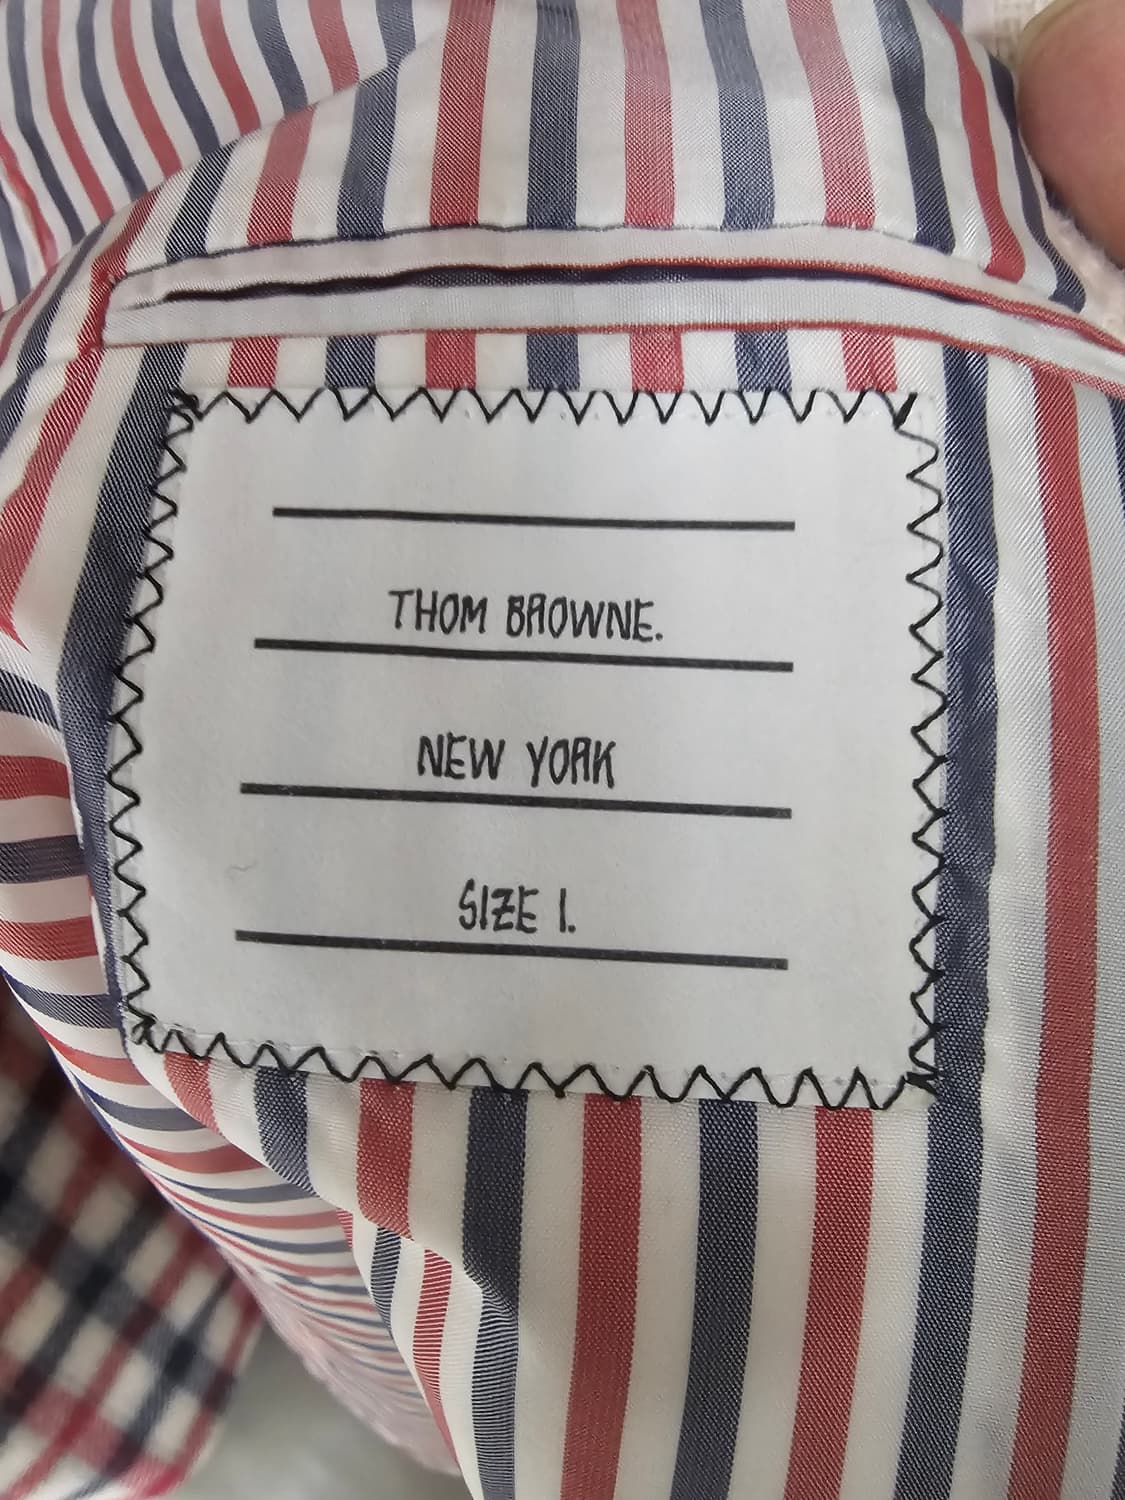 THOM BROWNE.
NEW YORK
SIZE 1.